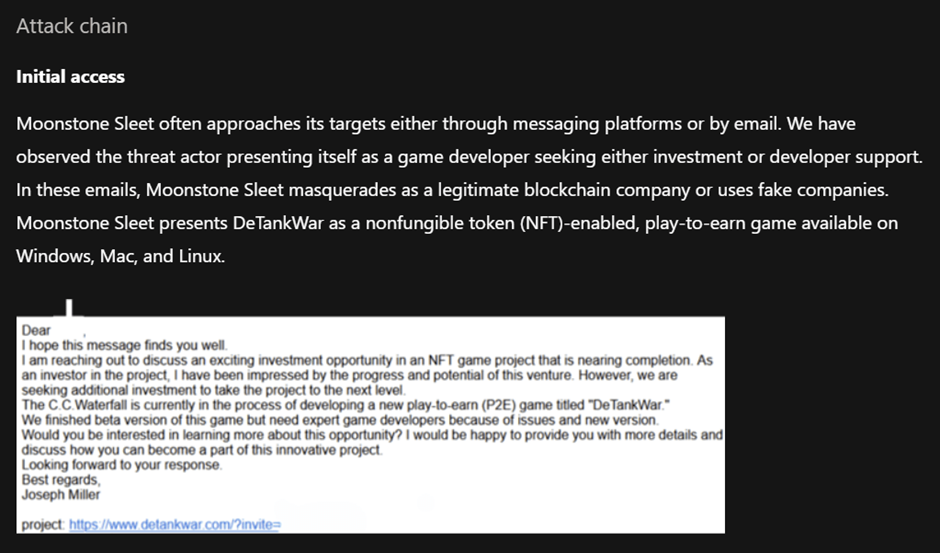 Attack chain
Initial access
Moonstone Sleet often approaches its targets either through messaging platforms or by email. We have
observed the threat actor presenting itself as a game developer seeking either investment or developer support.
In these emails, Moonstone Sleet masquerades as a legitimate blockchain company or uses fake companies.
Moonstone Sleet presents DeTankWar as a nonfungible token (NFT)-enabled, play-to-earn game available on
Windows, Mac, and Linux.
Dear ,
I hope this message finds you well.
I am reaching out to discuss an exciting investment opportunity in an NFT game project that is nearing completion. As
an investor in the project, I have been impressed by the progress and potential of this venture. However, we are
seeking additional investment to take the project to the next level.
The C.C.Waterfall is currently in the process of developing a new play-to-earn (P2E) game titled "DeTankWar."
We finished beta version of this game but need expert game developers because of issues and new version.
Would you be interested in learning more about this opportunity? I would be happy to provide you with more details and
discuss how you can become a part of this innovative project.
Looking forward to your response.
Best regards,
Joseph Miller
project: https://www.detankwar.com/?invite=